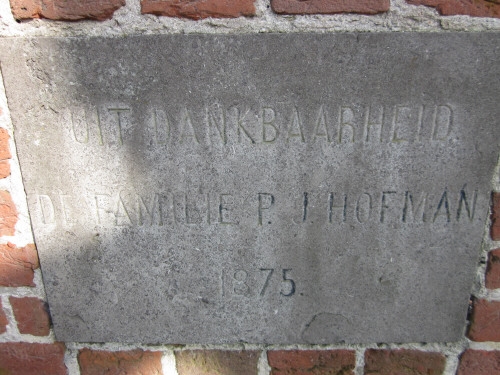 UIT DANKBAARHEID.
DE FAMILIE P. J. HOFMAN
1875.